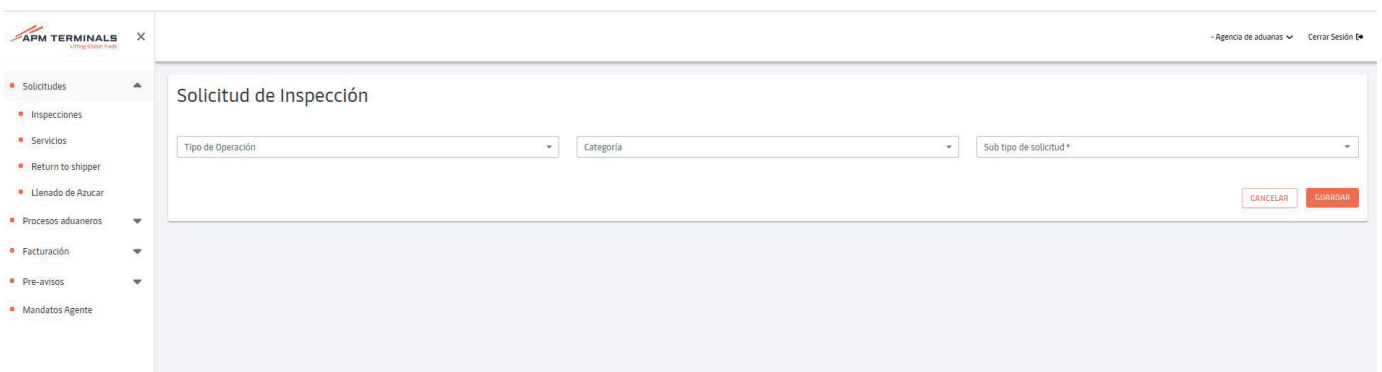 APM TERMINALS
Lifting Global Trade
- Agencia de aduanas
Cerrar Sesión
Solicitudes
Inspecciones
Servicios
Return to shipper
Llenado de Azucar
Procesos aduaneros
Facturación
Pre-avisos
Mandatos Agente
Solicitud de Inspección
Tipo de Operación
Categoría
Sub tipo de solicitud *
CANCELAR
GUARDAR